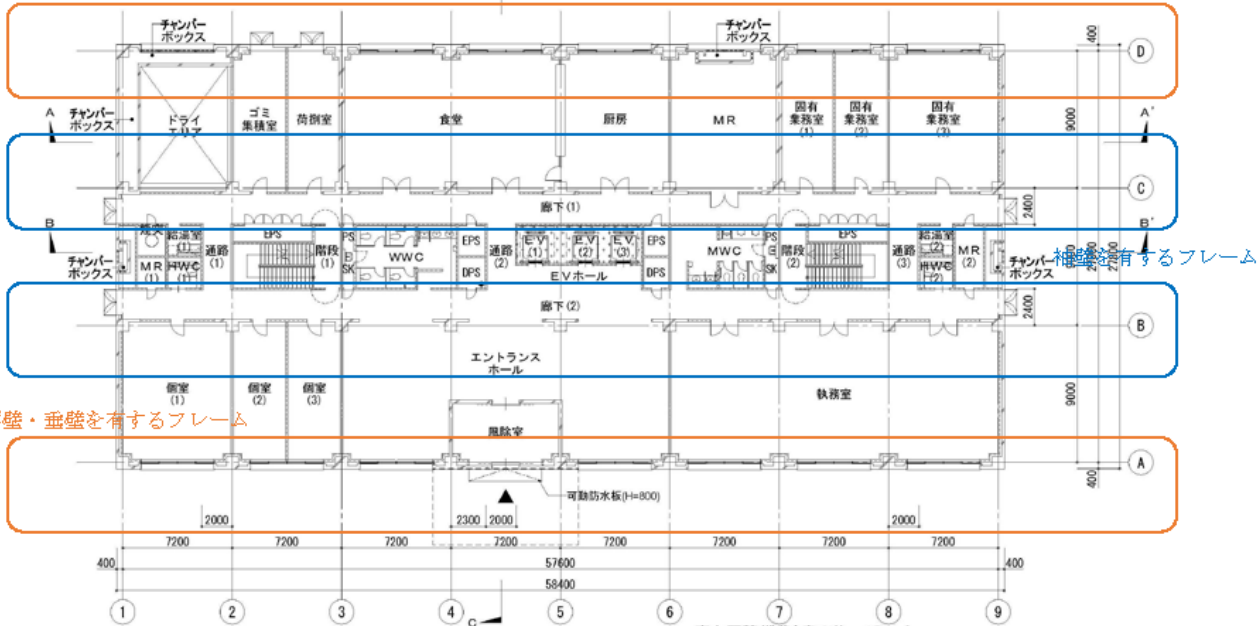 チャンバー
ボックス
チャンバー
ボックス
400
D
A
チャンバー
ボックス
ドライ
エリア
ゴミ
集積室
荷捌室
食堂
厨房
MR
固有
業務室
(1)
固有
業務室
(2)
固有
業務室
(3)
9000
A'
C
廊下(1)
2400
B
給湯室
(1)
通路
(1)
EPS
階段
(1)
PS
SK
WWC
EPS
DPS
通路
(2)
EV
(1)
EV
(2)
EV
(3)
EPS
DPS
EVホール
MWC
PS
SK
階段
(2)
EPS
通路
(3)
給湯室
(2)
HWC
(2)
MR
(2)
B'
チャンバー
ボックス
MR
(1)
HWC
(1)
チャンバー
ボックス
袖壁を有するフレーム
27800
廊下(2)
2400
B
エントランス
ホール
個室
(1)
個室
(2)
個室
(3)
執務室
9000
壁・垂壁を有するフレーム
風除室
A
400
可動防水板(H=800)
2000
2300
2000
2000
7200
7200
7200
7200
7200
7200
7200
7200
400
57600
400
58400
1
2
3
4
5
6
7
8
9
C